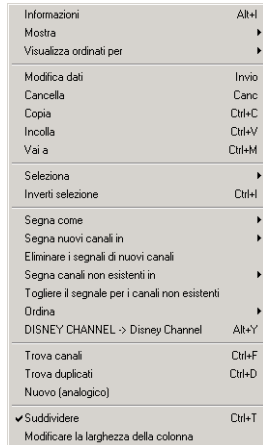 Informazioni Alt+I
Mostra
Visualizza ordinati per
Modifica dati Invio
Cancella Canc
Copia Ctrl+C
Incolla Ctrl+V
Vai a Ctrl+M
Seleziona
Inverti selezione Ctrl+I
Segna come
Segna nuovi canali in
Eliminare i segnali di nuovi canali
Segna canali non esistenti in
Togliere il segnale per i canali non esistenti
Ordina
DISNEY CHANNEL -> Disney Channel Alt+Y
Trova canali Ctrl+F
Trova duplicati Ctrl+D
Nuovo (analogico)
Suddividere Ctrl+T
Modificare la larghezza della colonna